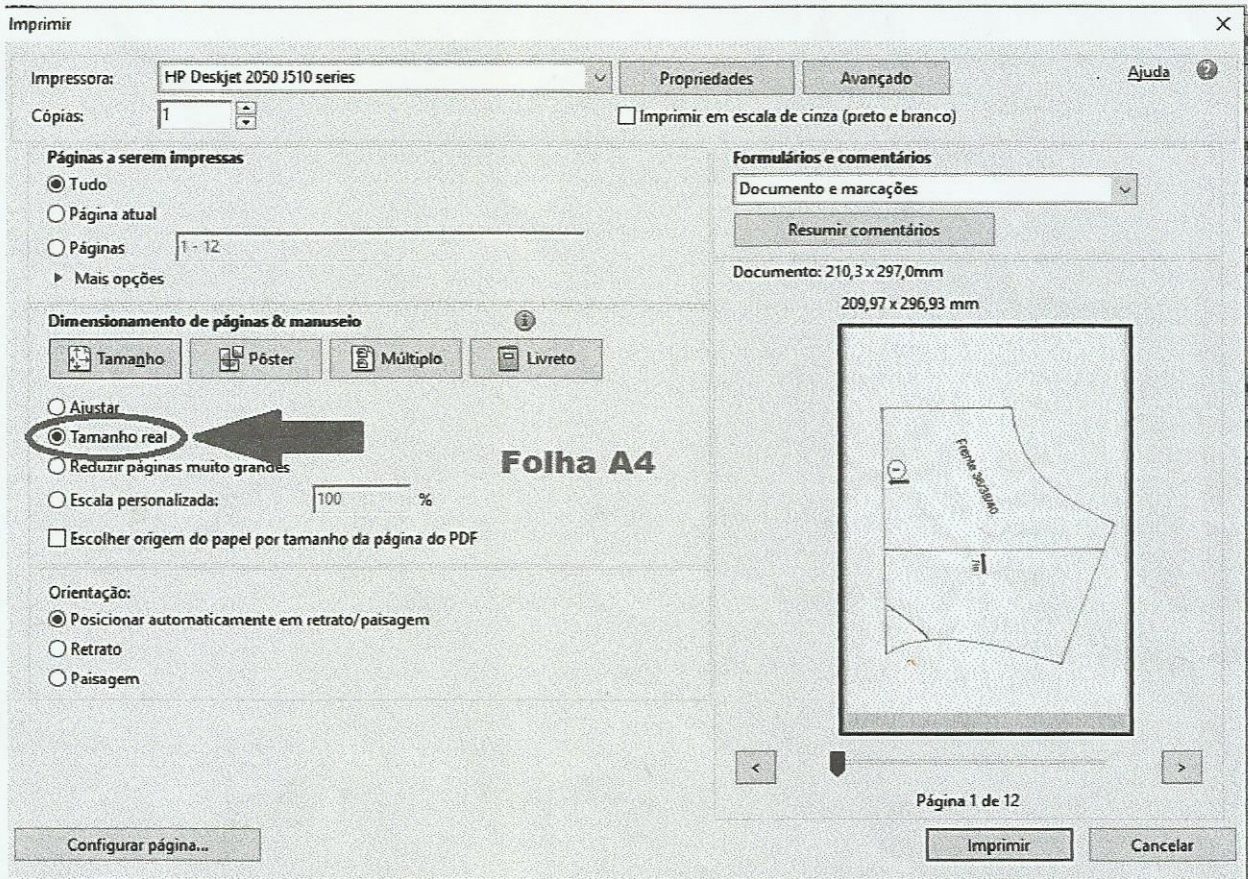 Imprimir
Impressora: HP Deskjet 2050 J510 series Propriedades Avançado Ajuda
Cópias: 1 Imprimir em escala de cinza (preto e branco)
Páginas a serem impressas
Tudo
Página atual
Páginas 1 - 12
Mais opções
Formulários e comentários
Documento e marcações
Resumir comentários
Dimensionamento de páginas & manuseio
Tamanho Pôster Múltiplo Livreto
Ajustar
Tamanho real
Reduzir páginas muito grandes
Escala personalizada: 100 %
Escolher origem do papel por tamanho da página do PDF
Folha A4
Orientação:
Posicionar automaticamente em retrato/paisagem
Retrato
Paisagem
Documento: 210,3 x 297,0mm
209,97 x 296,93 mm
Frente 36/38/40
fio
< >
Página 1 de 12
Configurar página... Imprimir Cancelar